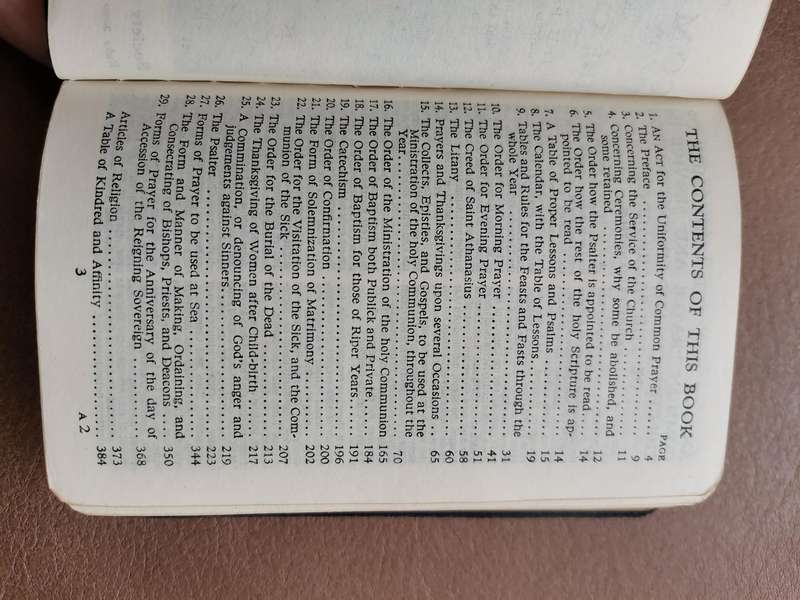 THE CONTENTS OF THIS BOOK
PAGE
1. AN Act for the Uniformity of Common Prayer ....... 4
2. The Preface ........................ 9
3. Concerning the Service of the Church ............ 11
4. Concerning Ceremonies, why some be abolished, and
some retained ........................ 12
5. The Order how the Psalter is appointed to be read .... 14
6. The Order how the rest of the holy Scripture is ap-
pointed to be read ........................ 14
7. A Table of Proper Lessons and Psalms ............ 15
8. The Calendar, with the Table of Lessons............ 19
9. Tables and Rules for the Feasts and Fasts through the
whole Year ........................ 31
10. The Order for Morning Prayer ............ 41
11. The Order for Evening Prayer ............ 51
12. The Creed of Saint Athanasius ............ 58
13. The Litany ........................ 60
14. Prayers and Thanksgivings upon several Occasions .. 65
15. The Collects, Epistles, and Gospels, to be used at the
Ministration of the holy Communion, throughout the
Year ........................ 70
16. The Order of the Ministration of the holy Communion 165
17. The Order of Baptism both Publick and Private ..... 184
18. The Order of Baptism for those of Riper Years....... 191
19. The Catechism ........................ 196
20. The Order of Confirmation ............ 200
21. The Form of Solemnization of Matrimony ............ 202
22. The Order for the Visitation of the Sick, and the Com-
munion of the Sick ........................ 207
23. The Order for the Burial of the Dead ............ 213
24. The Thanksgiving of Women after Child-birth ....... 217
25. A Commination, or denouncing of God's anger and
judgements against Sinners............ 219
26. The Psalter ........................ 223
27. Forms of Prayer to be used at Sea ............ 344
28. The Form and Manner of Making, Ordaining, and
Consecrating of Bishops, Priests, and Deacons ..... 350
29. Forms of Prayer for the Anniversary of the day of
Accession of the Reigning Sovereign ............ 368
Articles of Religion ........................ 373
A Table of Kindred and Affinity ............ 384
3
A 2